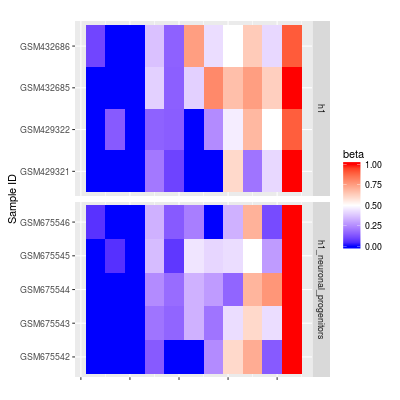 Sample ID
GSM432686
GSM432685
GSM429322
GSM429321
h1
GSM675546
GSM675545
GSM675544
GSM675543
GSM675542
h1_neuronal_progenitors
beta
1.00
0.75
0.50
0.25
0.00